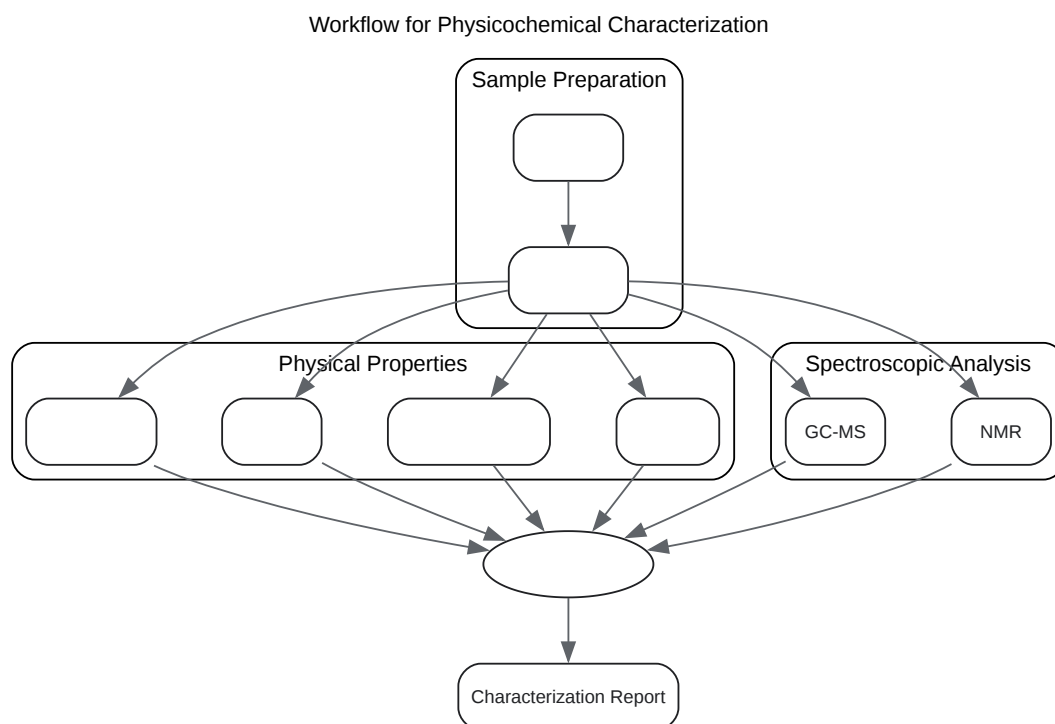 Workflow for Physicochemical Characterization
Sample Preparation
Physical Properties
Spectroscopic Analysis
GC-MS
NMR
Characterization Report